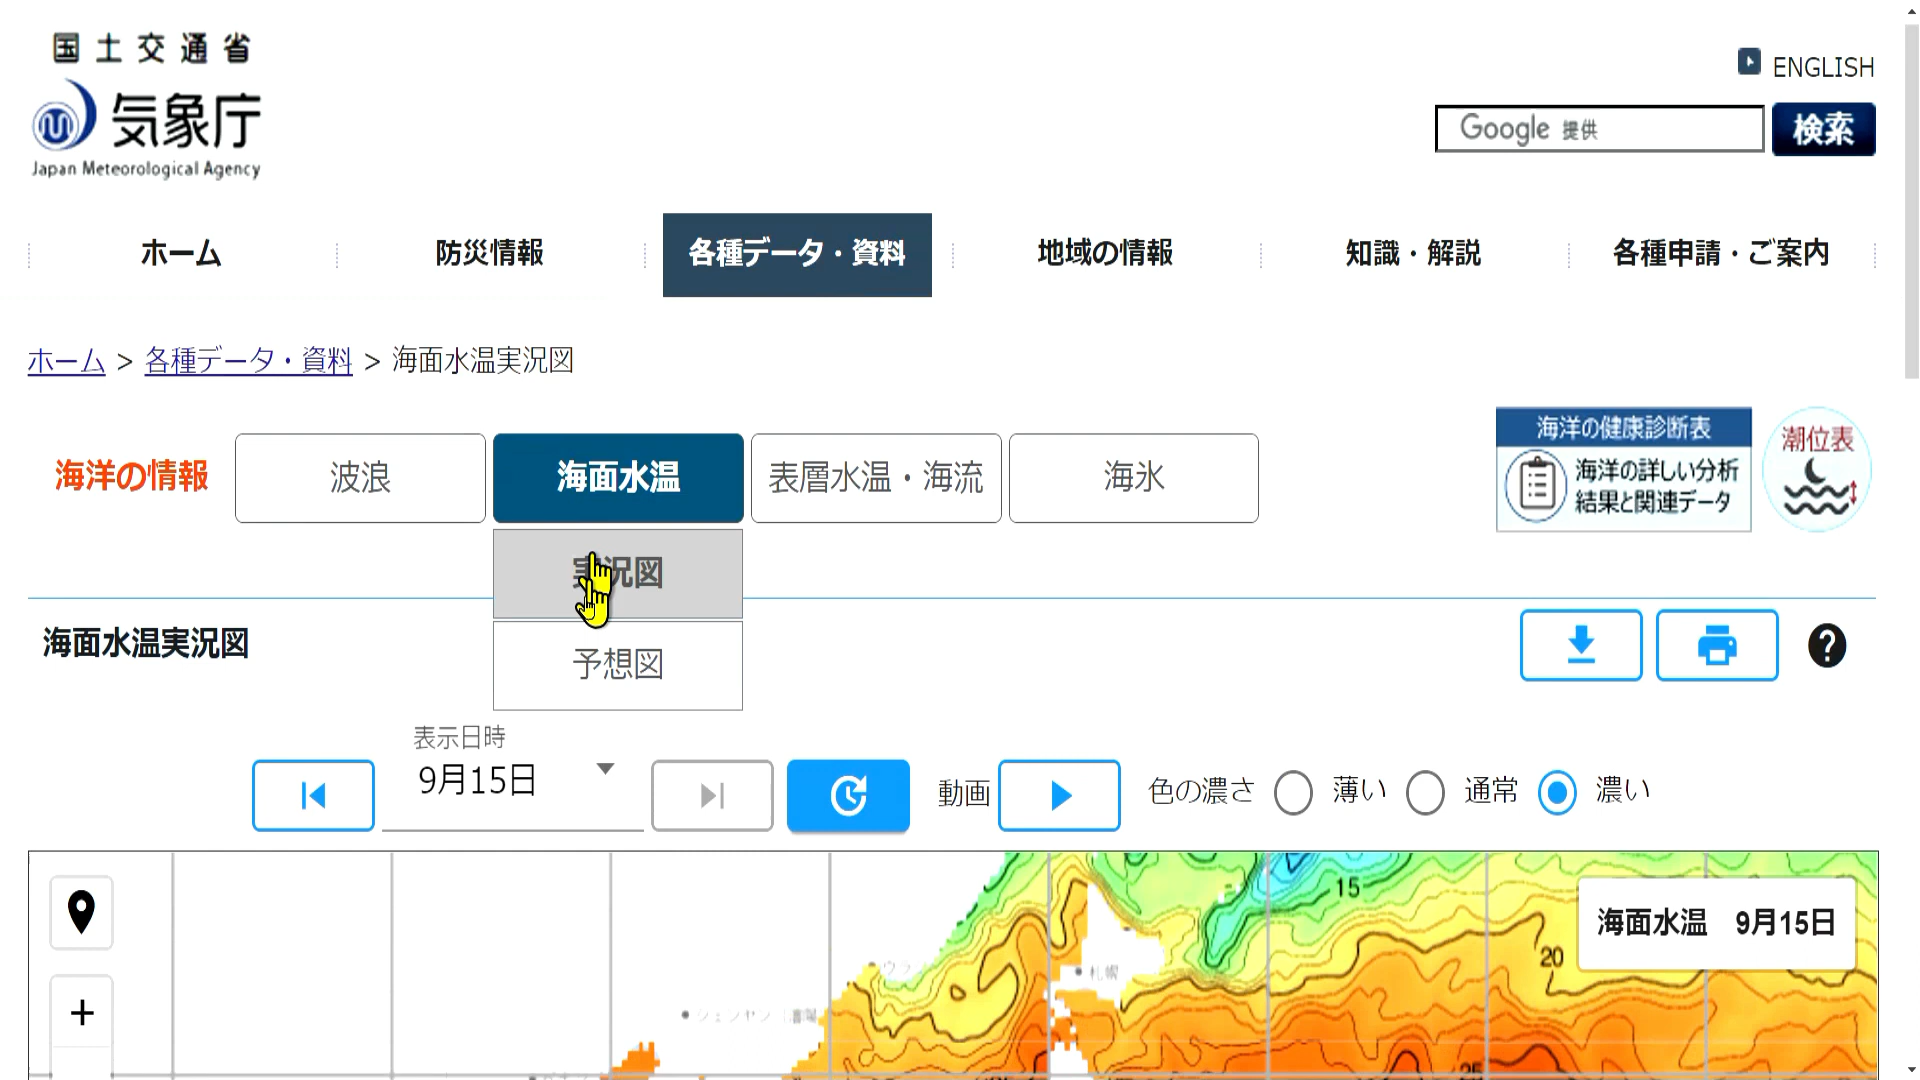 国土交通省
気象庁
Japan Meteorological Agency
ENGLISH
Google 提供
検索
ホーム
防災情報
各種データ・資料
地域の情報
知識・解説
各種申請・ご案内
ホーム > 各種データ・資料 > 海面水温実況図
海洋の情報
波浪
海面水温
表層水温・海流
海氷
海洋の健康診断表
海洋の詳しい分析
結果と関連データ
潮位表
実況図
予想図
海面水温実況図
表示日時
9月15日
動画
色の濃さ
薄い
通常
濃い
海面水温 9月15日
15
20
札幌
25